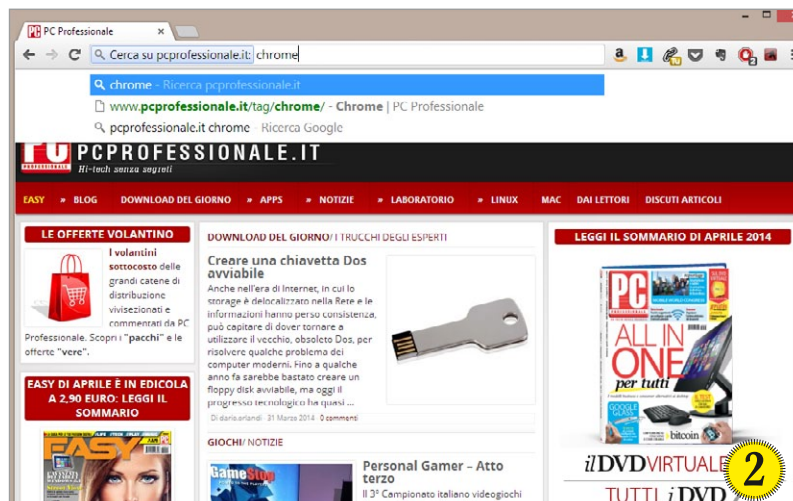 PC Professionale
Cerca su pcprofessionale.it: chrome
chrome - Ricerca pcprofessionale.it
www.pcprofessionale.it/tag/chrome/ - Chrome | PC Professionale
pcprofessionale.it chrome - Ricerca Google
PCPROFESSIONALE.IT
Hi-tech senza segreti
EASY » BLOG DOWNLOAD DEL GIORNO » APPS » NOTIZIE » LABORATORIO » LINUX MAC DAI LETTORI DISCUTI ARTICOLI
LE OFFERTE VOLANTINO
I volantini
sottocosto delle
grandi catene di
distribuzione
vivisezionati e
commentati da PC
Professionale. Scopri i "pacchi" e le
offerte "vere".
EASY DI APRILE È IN EDICOLA
A 2,90 EURO: LEGGI IL
SOMMARIO
EASY
DOWNLOAD DEL GIORNO/ I TRUCCHI DEGLI ESPERTI
Creare una chiavetta Dos
avviabile
Anche nell'era di Internet, in cui lo
storage è delocalizzato nella Rete e le
informazioni hanno perso consistenza,
può capitare di dover tornare a
utilizzare il vecchio, obsoleto Dos, per
risolvere qualche problema dei
computer moderni. Fino a qualche
anno fa sarebbe bastato creare un
floppy disk avviabile, ma oggi il
progresso tecnologico ha quasi ...
Di dario.orlandi 31 Marzo 2014 0 commenti
GIOCHI/ NOTIZIE
GameStop
Personal Gamer – Atto
terzo
Il 3° Campionato italiano videogiochi
LEGGI IL SOMMARIO DI APRILE 2014
PC
ALL IN
ONE
per tutti
GOOGLE
GLASS
bitcoin
il DVD VIRTUALE
TUTTI i DVD
2